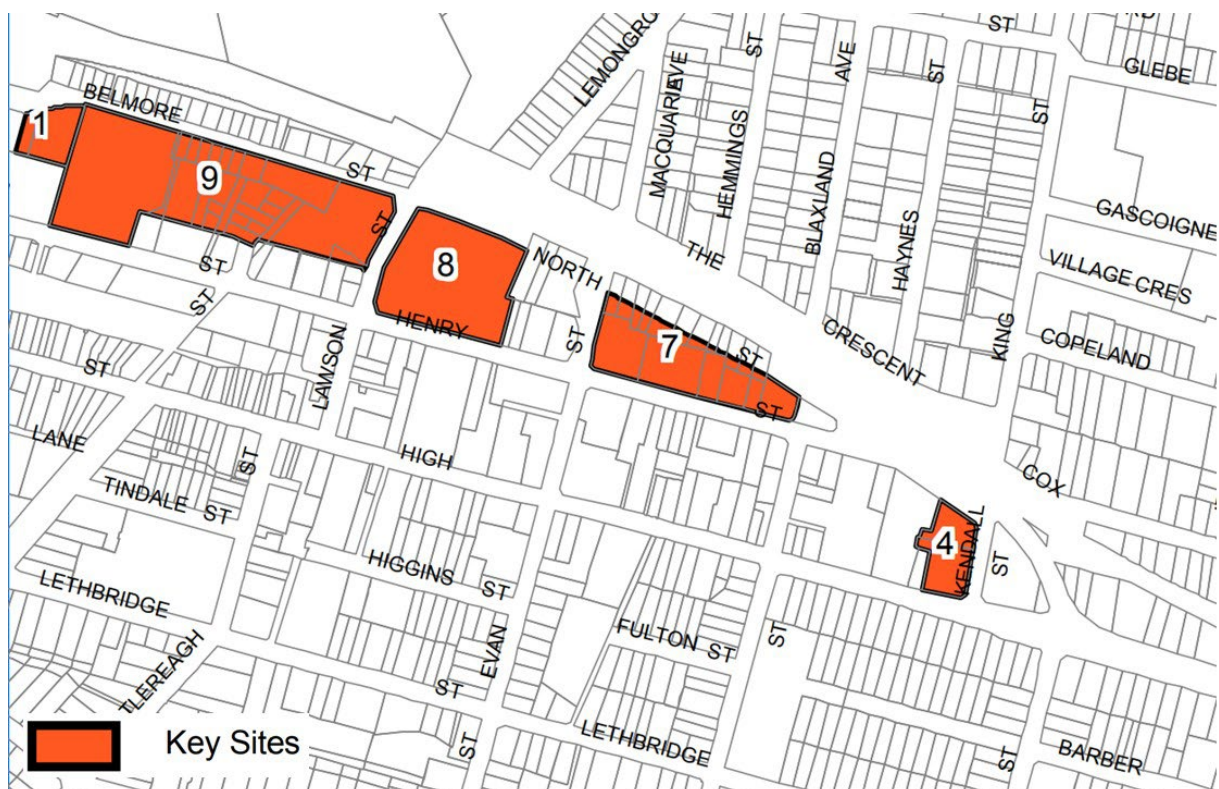 ST
RD
GLEBE
LEMONGRO
MACQUARIE
AVE
HEMMINGS
ST
BLAXLAND
AVE
HAYNES
ST
KING
ST
GASCOIGNE
VILLAGE CRES
COPELAND
BELMORE
ST
1
9
ST
8
NORTH
ST
THE
CRESCENT
7
ST
HENRY
ST
ST
ST
LAWSON
ST
LANE
HIGH
COX
TINDALE
ST
ST
4
KENDALL
ST
HIGGINS
ST
LETHBRIDGE
FULTON
ST
ST
EVAN
ST
TLEREAGH
ST
LETHBRIDGE
ST
BARBER
Key Sites